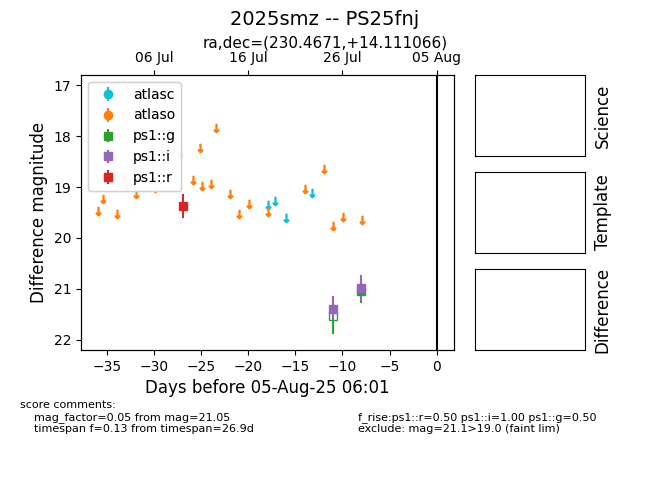 2025smz -- PS25fnj
ra,dec=(230.4671,+14.111066)
06 Jul
16 Jul
26 Jul
05 Aug
17
18
19
20
21
22
Difference magnitude
atlasc
atlaso
ps1::g
ps1::i
ps1::r
−35
−30
−25
−20
−15
−10
−5
0
Days before 05-Aug-25 06:01
Science
Template
Difference
score comments:
mag_factor=0.05 from mag=21.05
timespan f=0.13 from timespan=26.9d
f_rise:ps1::r=0.50 ps1::i=1.00 ps1::g=0.50
exclude: mag=21.1>19.0 (faint lim)